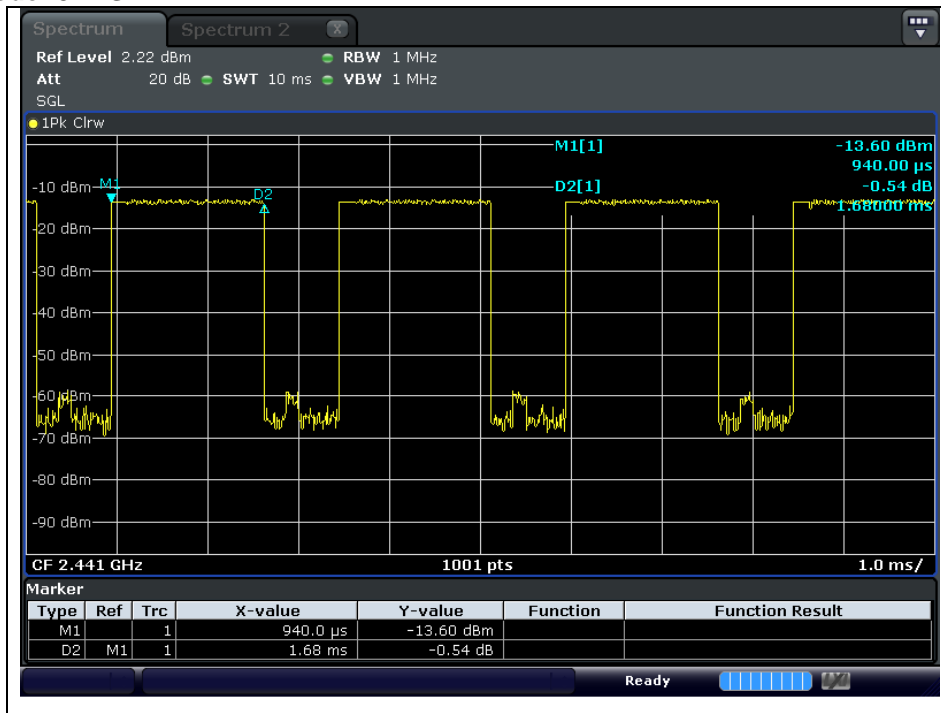 Spectrum Spectrum 2 X
Ref Level 2.22 dBm RBW 1 MHz
Att 20 dB SWT 10 ms VBW 1 MHz
SGL
1Pk Clrw
M1[1] -13.60 dBm
940.00 µs
-10 dBm M1 D2 D2[1] -0.54 dB
1.68000 ms
-20 dBm
-30 dBm
-40 dBm
-50 dBm
-60 dBm
-70 dBm
-80 dBm
-90 dBm
CF 2.441 GHz 1001 pts 1.0 ms/
Marker
Type Ref Trc X-value Y-value Function Function Result
M1 1 940.0 µs -13.60 dBm
D2 M1 1 1.68 ms -0.54 dB
Ready